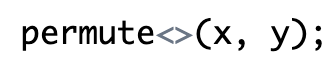 permute<>(x, y);